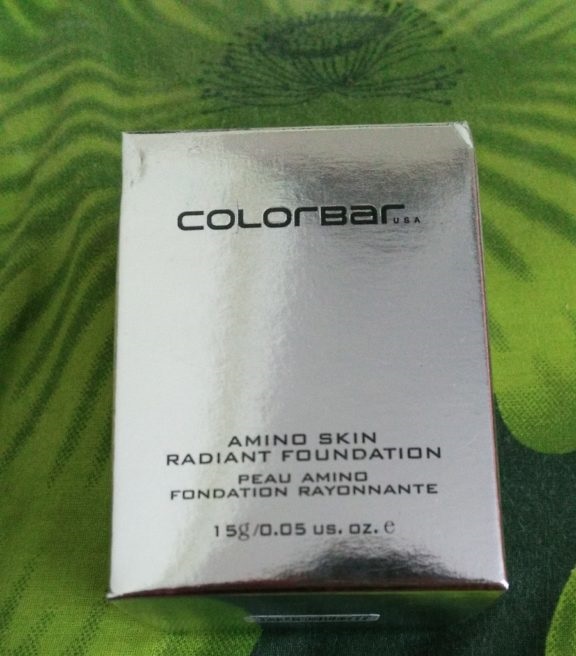 COLORBAR USA
AMINO SKIN
RADIANT FOUNDATION
PEAU AMINO
FONDATION RAYONNANTE
15g/0.05 US. OZ. e